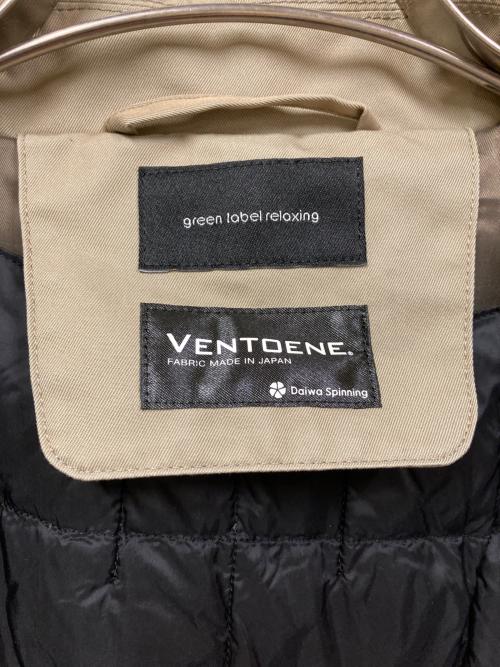 green label relaxing
VENTOENE.
FABRIC MADE IN JAPAN
Daiwa Spinning